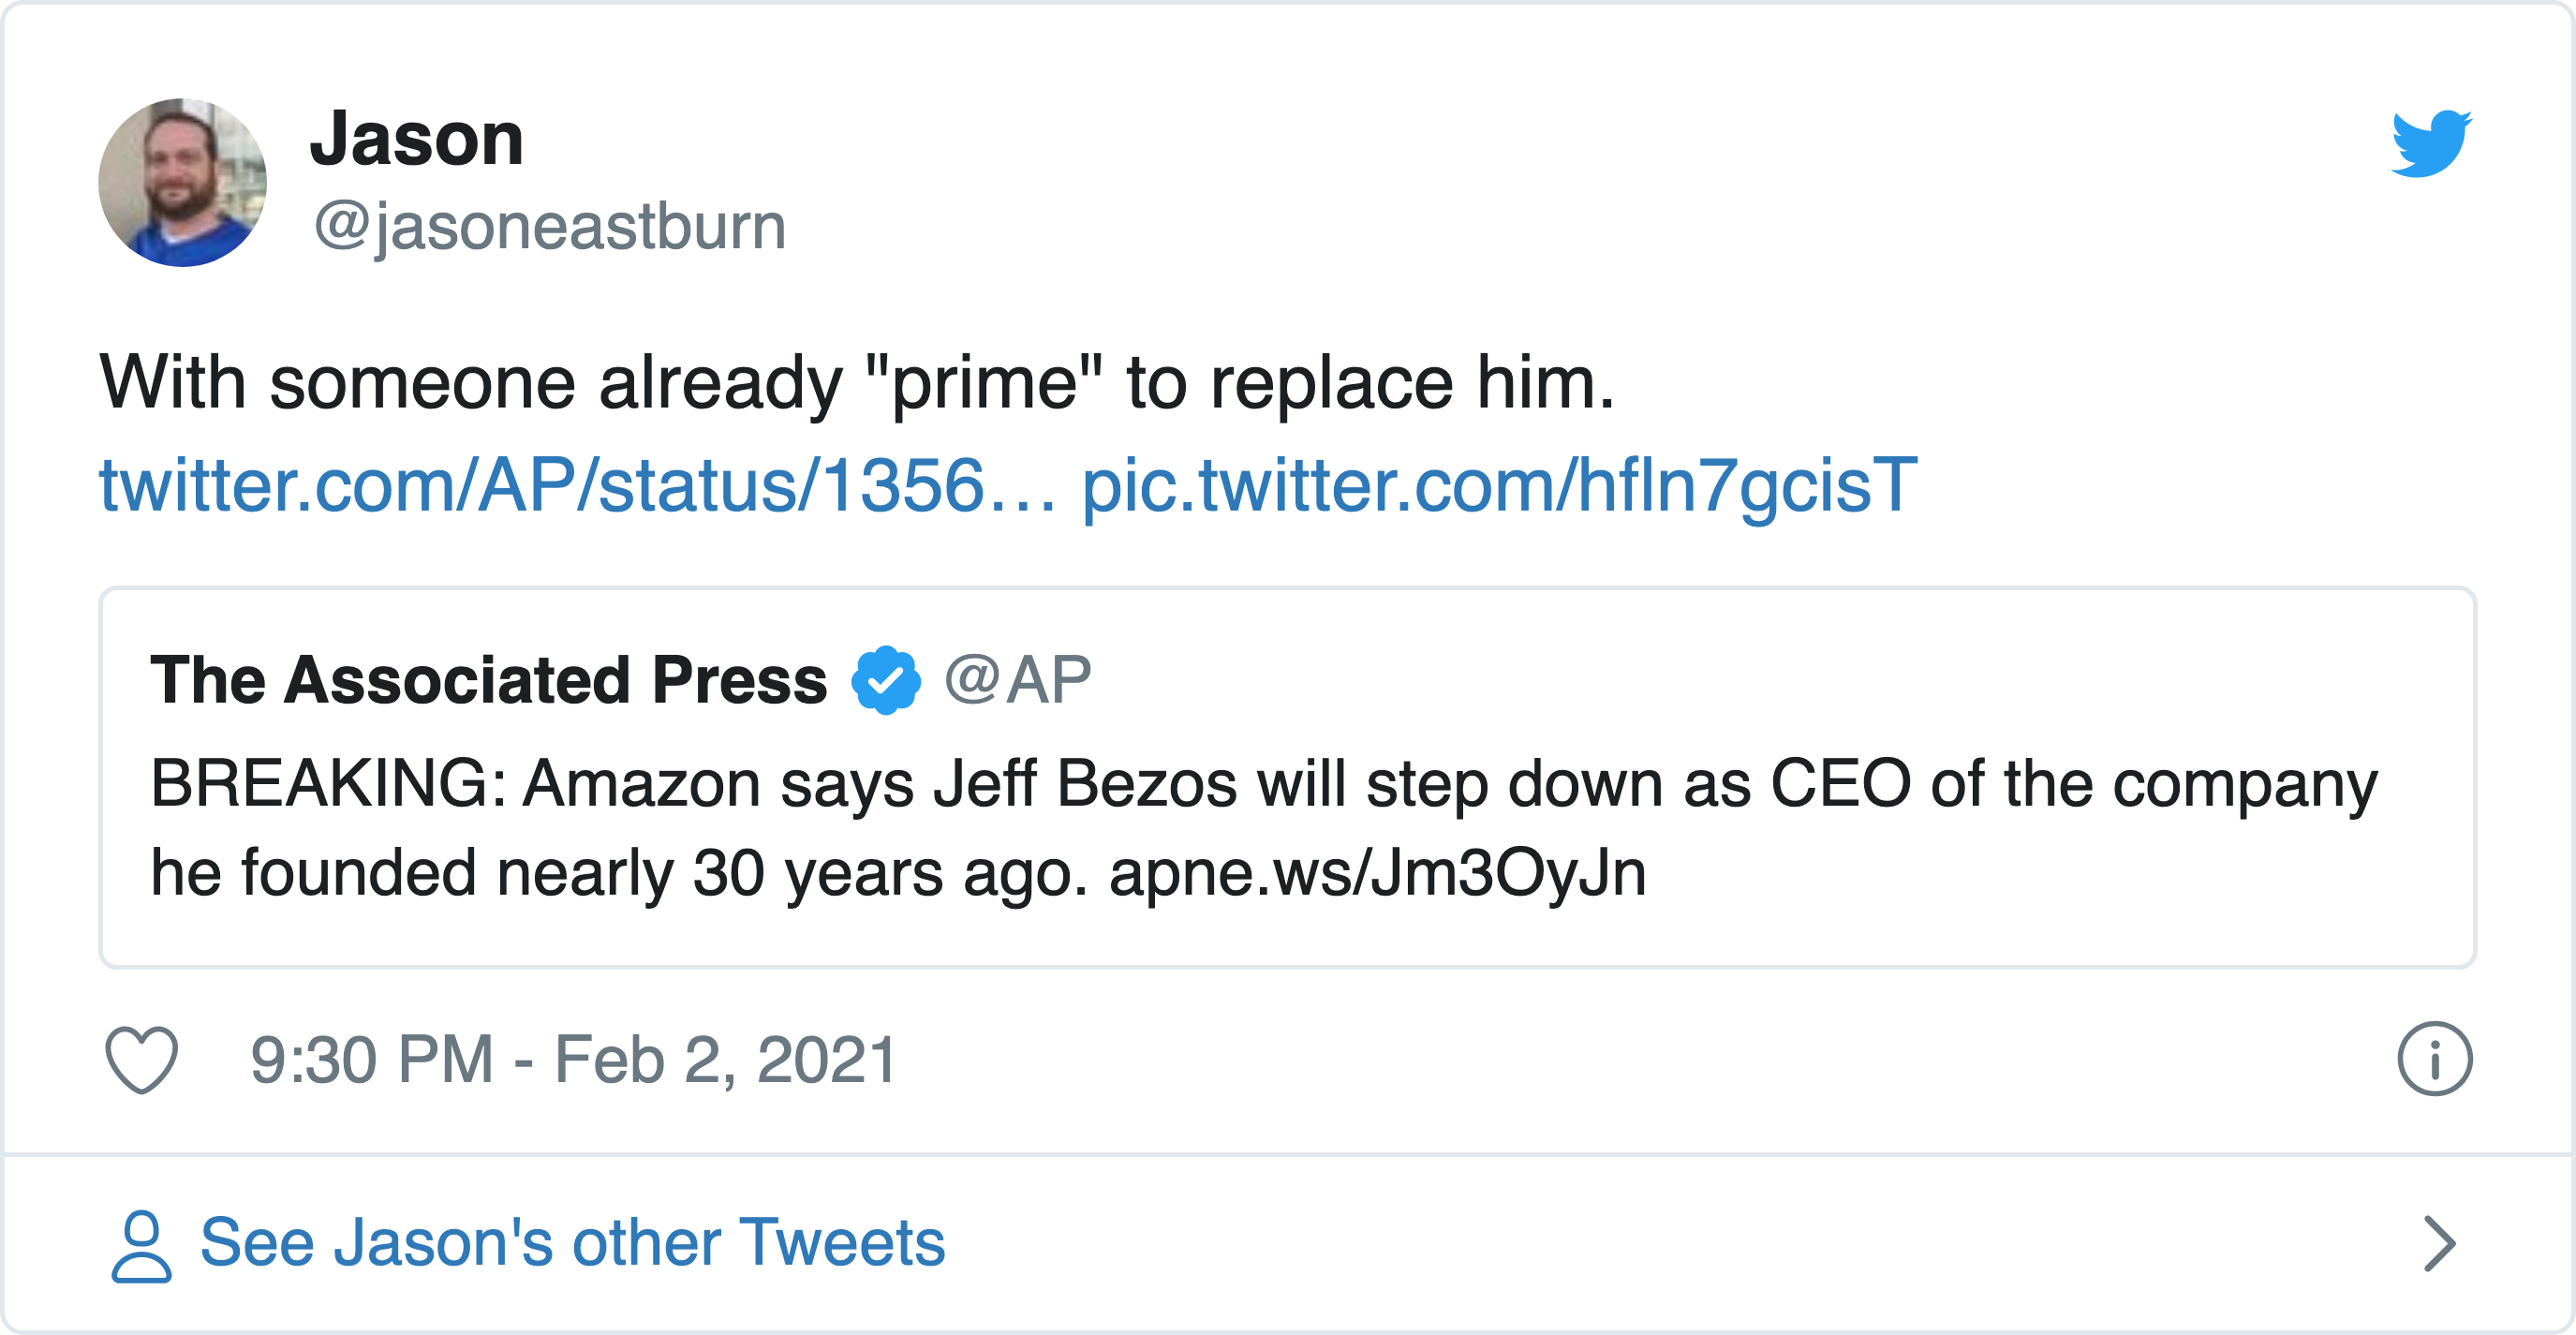 Jason
@jasoneastburn
With someone already "prime" to replace him.
twitter.com/AP/status/1356… pic.twitter.com/hfln7gcisT
The Associated Press @AP
BREAKING: Amazon says Jeff Bezos will step down as CEO of the company
he founded nearly 30 years ago. apne.ws/Jm3OyJn
9:30 PM - Feb 2, 2021
See Jason's other Tweets